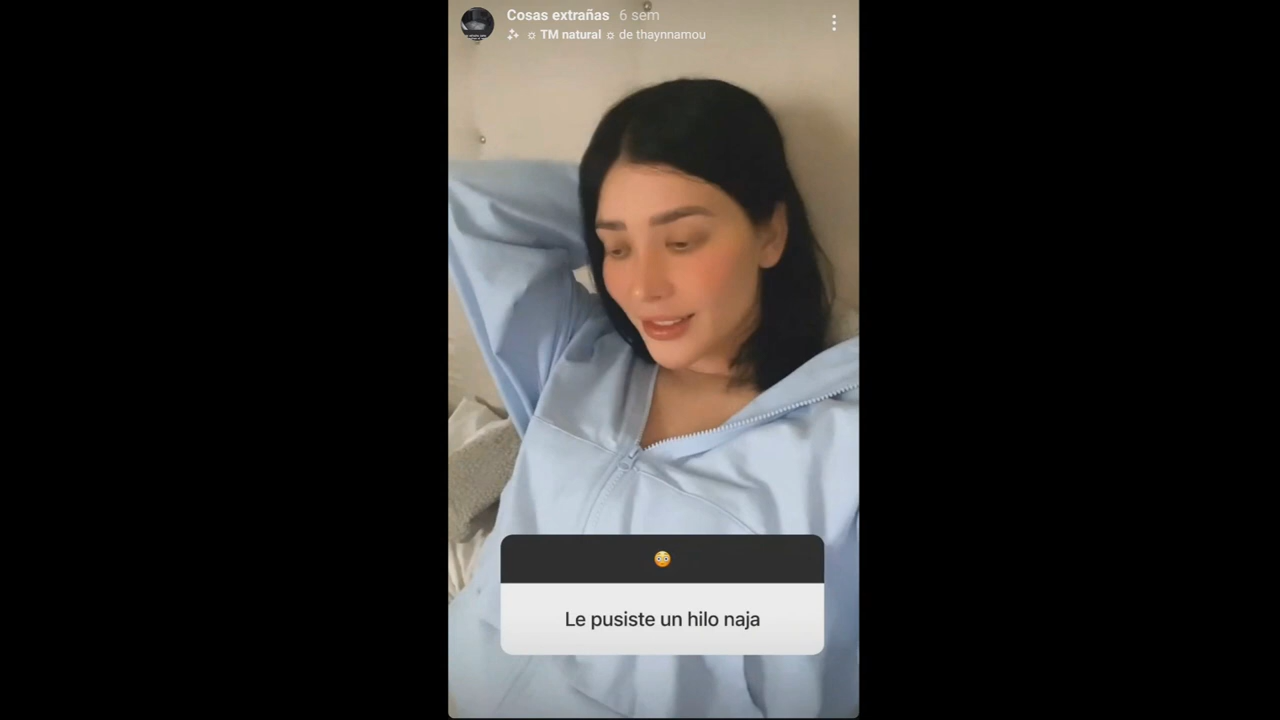 Cosas extrañas 6 sem
☼ TM natural ☼ de thaynnamou
Le pusiste un hilo naja